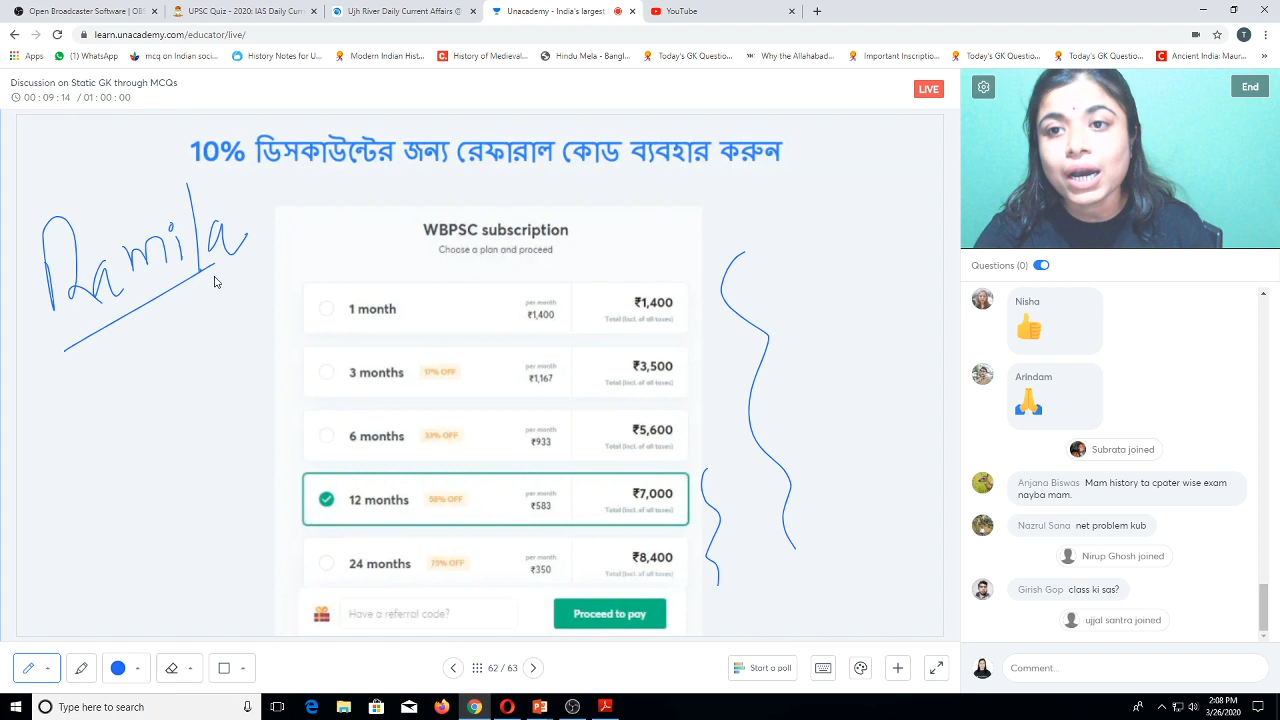 Open Broadcaster Software | OBS
UPSC Quiz - 2020: IAS Daily Curr
Ujh River Daily Current Affairs @
Unacademy - India's largest
YouTube
learn.unacademy.com/educator/live/
T
Apps
(1) WhatsApp
mcq on indian soci...
History Notes for U...
Modern Indian Hist...
History of Medieval...
Hindu Mela - Bangl...
Today's GK Questio...
Why the Allahabad...
Important Inscriptio...
Today's GK Questio...
Today's GK Questio...
Ancient India: Maur...
Discussion on Static GK through MCQs
00 : 09 : 14 / 01 : 00 : 00
LIVE
End
10% ডিসকাউন্টের জন্য রেফারাল কোড ব্যবহার করুন
Ramila
WBPSC subscription
Choose a plan and proceed
1 month
per month
₹1,400
₹1,400
Total (Incl. of all taxes)
3 months
17% OFF
per month
₹1,167
₹3,500
Total (Incl. of all taxes)
6 months
33% OFF
per month
₹933
₹5,600
Total (Incl. of all taxes)
12 months
58% OFF
per month
₹583
₹7,000
Total (Incl. of all taxes)
24 months
75% OFF
per month
₹350
₹8,400
Total (Incl. of all taxes)
Have a referral code?
Proceed to pay
Questions (0)
Nisha
Arindam
Subrata joined
Anjana Biswas Mam history ta cpater wise exam
nayba mam.
Nazrul Sana net problem kub
Nirup Ghosh joined
Girish Gop class ki sas?
ujjal santra joined
62 / 63
Start a poll
Comment...
Type here to search
2:08 PM
3/26/2020